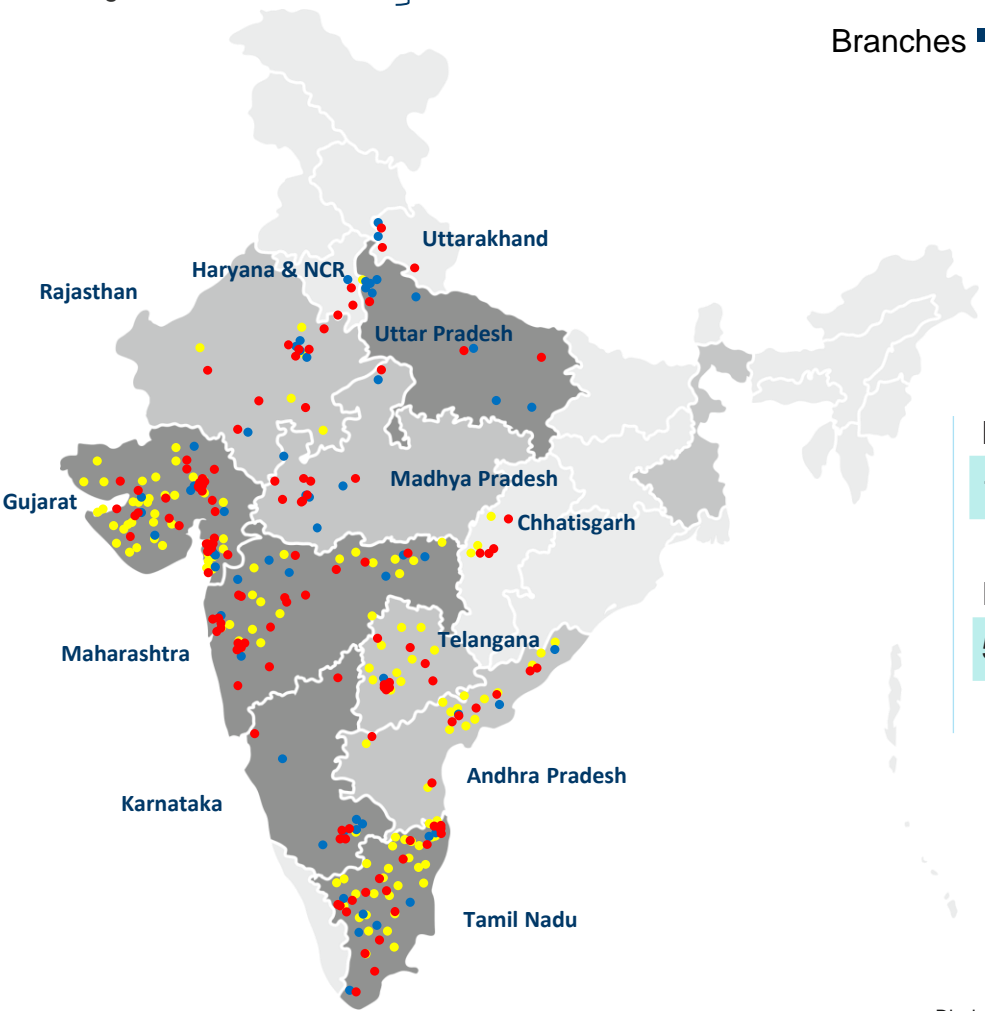 Branches
Uttarakhand
Haryana & NCR
Rajasthan
Uttar Pradesh
Madhya Pradesh
Gujarat
Chhatisgarh
Telangana
Maharashtra
Andhra Pradesh
Karnataka
Tamil Nadu